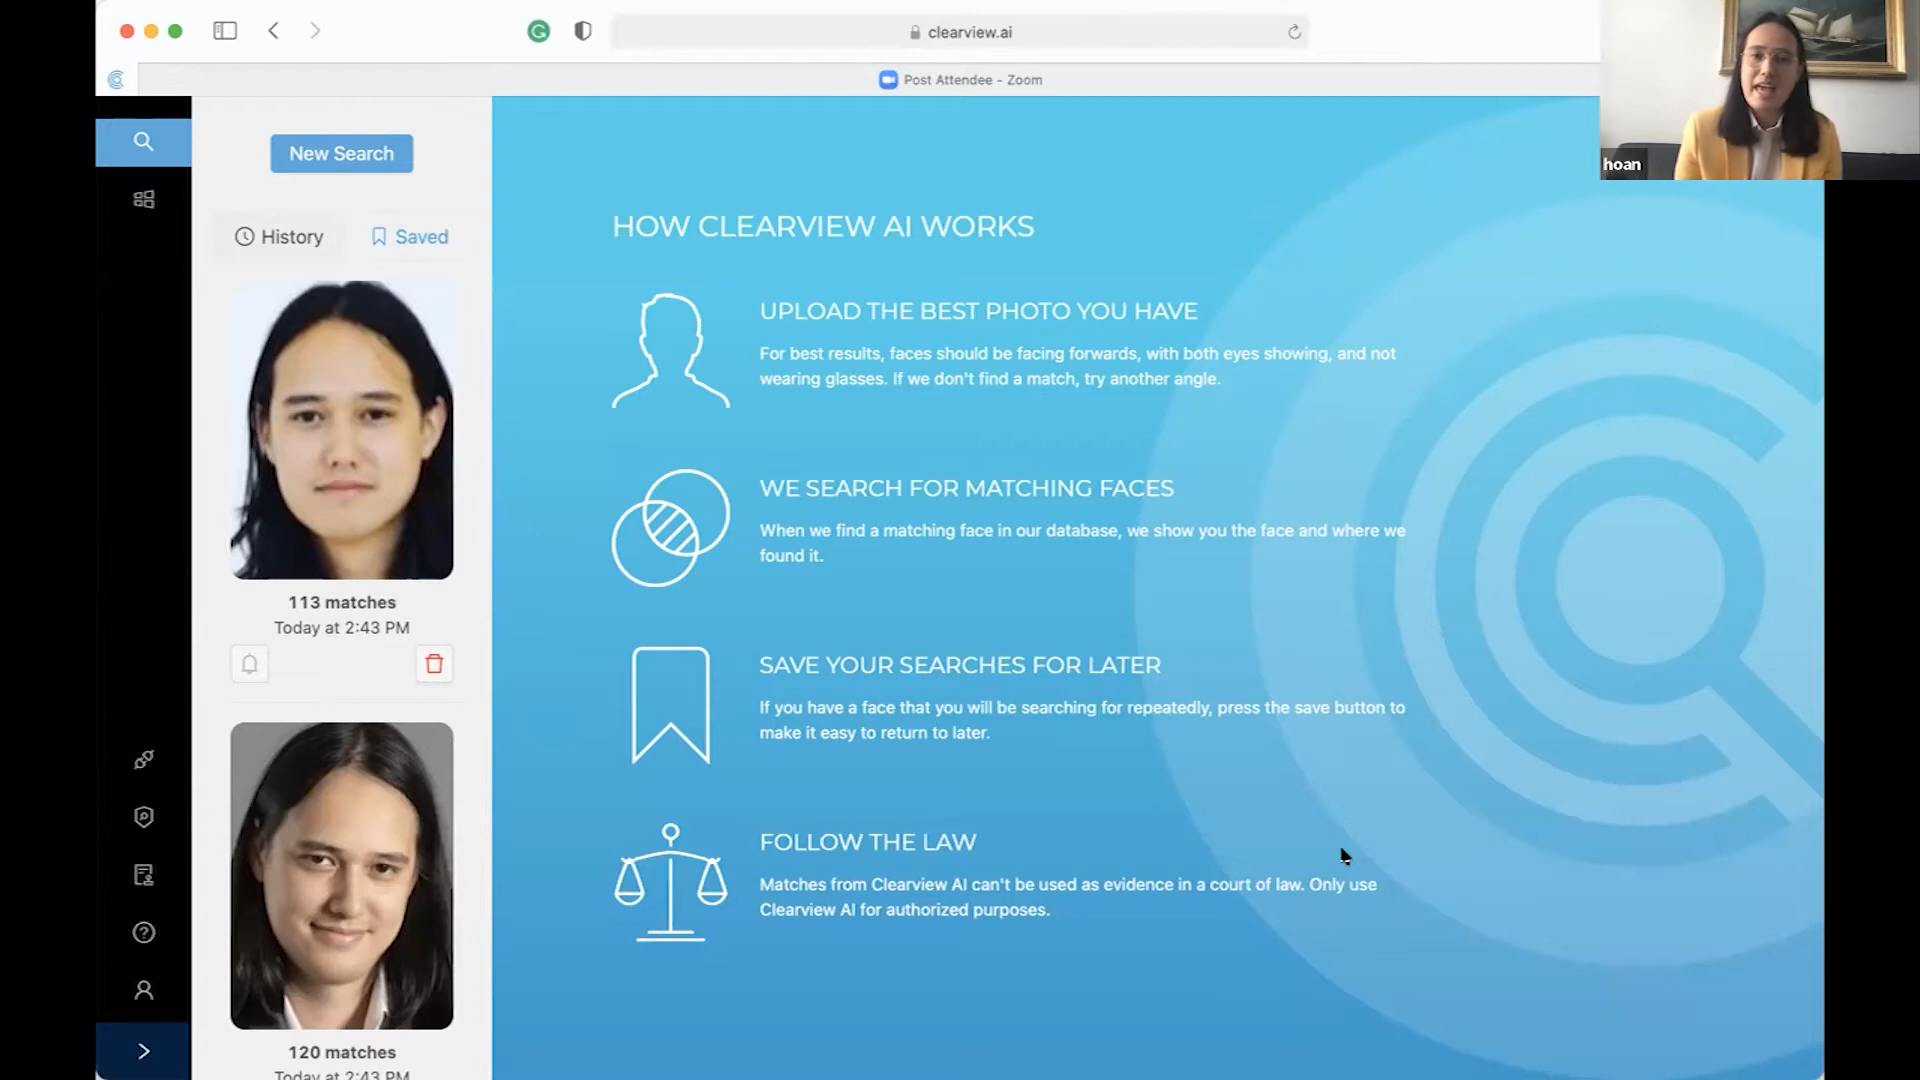 clearview.ai
Post Attendee - Zoom
hoan
New Search
History
Saved
113 matches
Today at 2:43 PM
120 matches
Today at 2:43 PM
HOW CLEARVIEW AI WORKS
UPLOAD THE BEST PHOTO YOU HAVE
For best results, faces should be facing forwards, with both eyes showing, and not
wearing glasses. If we don't find a match, try another angle.
WE SEARCH FOR MATCHING FACES
When we find a matching face in our database, we show you the face and where we
found it.
SAVE YOUR SEARCHES FOR LATER
If you have a face that you will be searching for repeatedly, press the save button to
make it easy to return to later.
FOLLOW THE LAW
Matches from Clearview AI can't be used as evidence in a court of law. Only use
Clearview AI for authorized purposes.